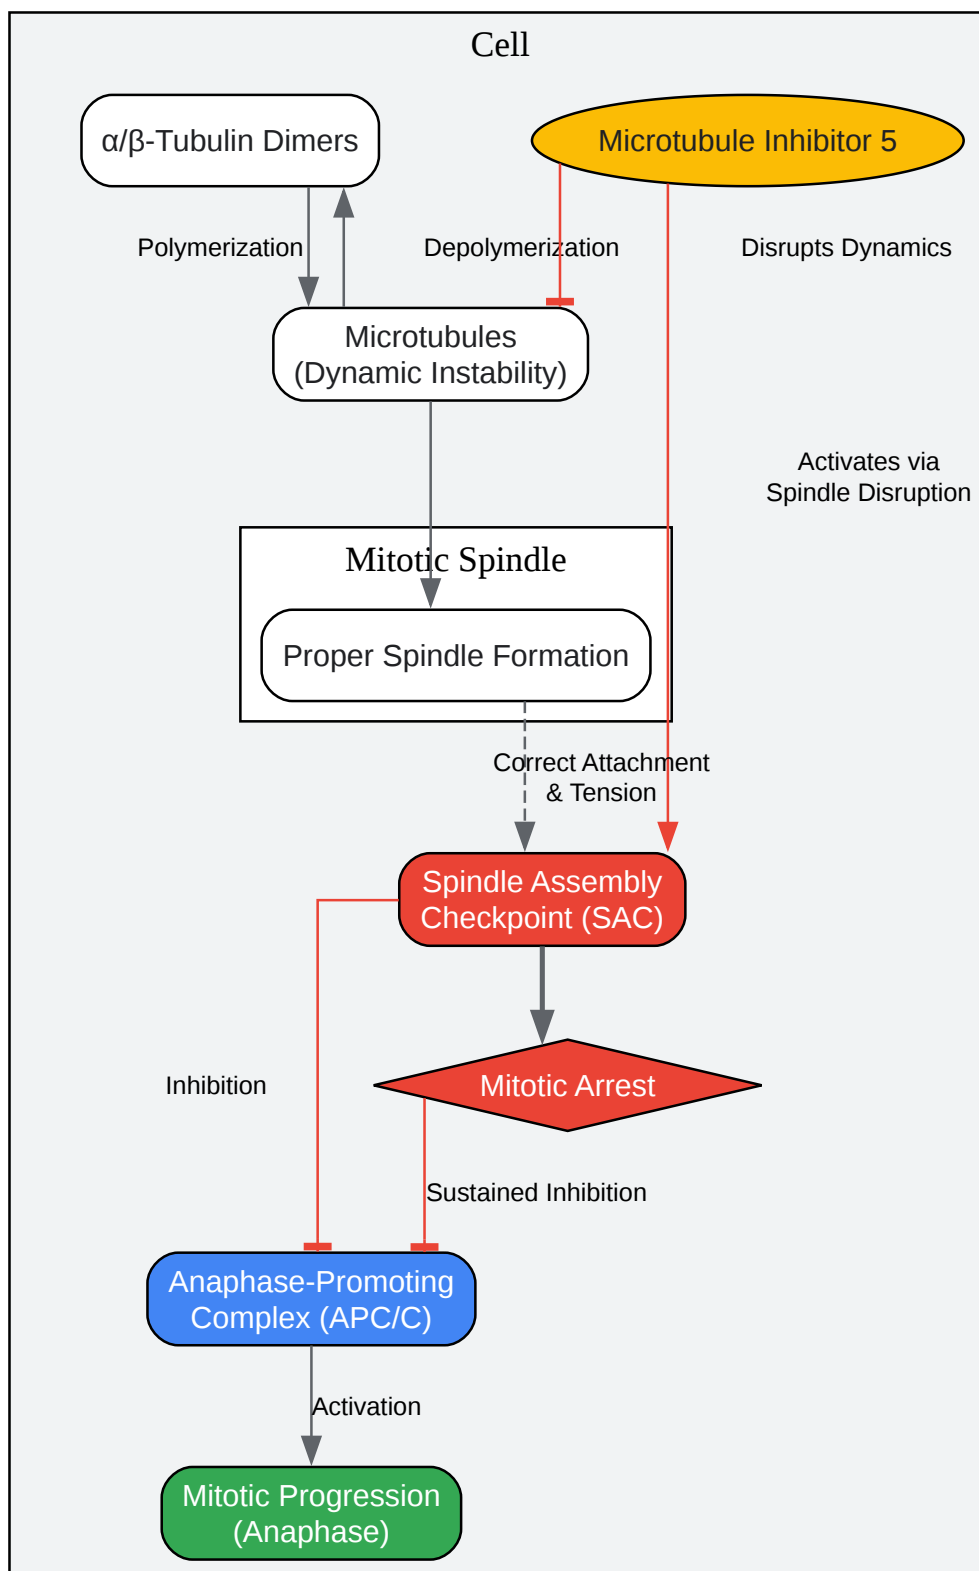 Cell
α/β-Tubulin Dimers
Microtubule Inhibitor 5
Polymerization
Depolymerization
Disrupts Dynamics
Microtubules
(Dynamic Instability)
Activates via
Spindle Disruption
Mitotic Spindle
Proper Spindle Formation
Correct Attachment
& Tension
Spindle Assembly
Checkpoint (SAC)
Inhibition
Mitotic Arrest
Sustained Inhibition
Anaphase-Promoting
Complex (APC/C)
Activation
Mitotic Progression
(Anaphase)